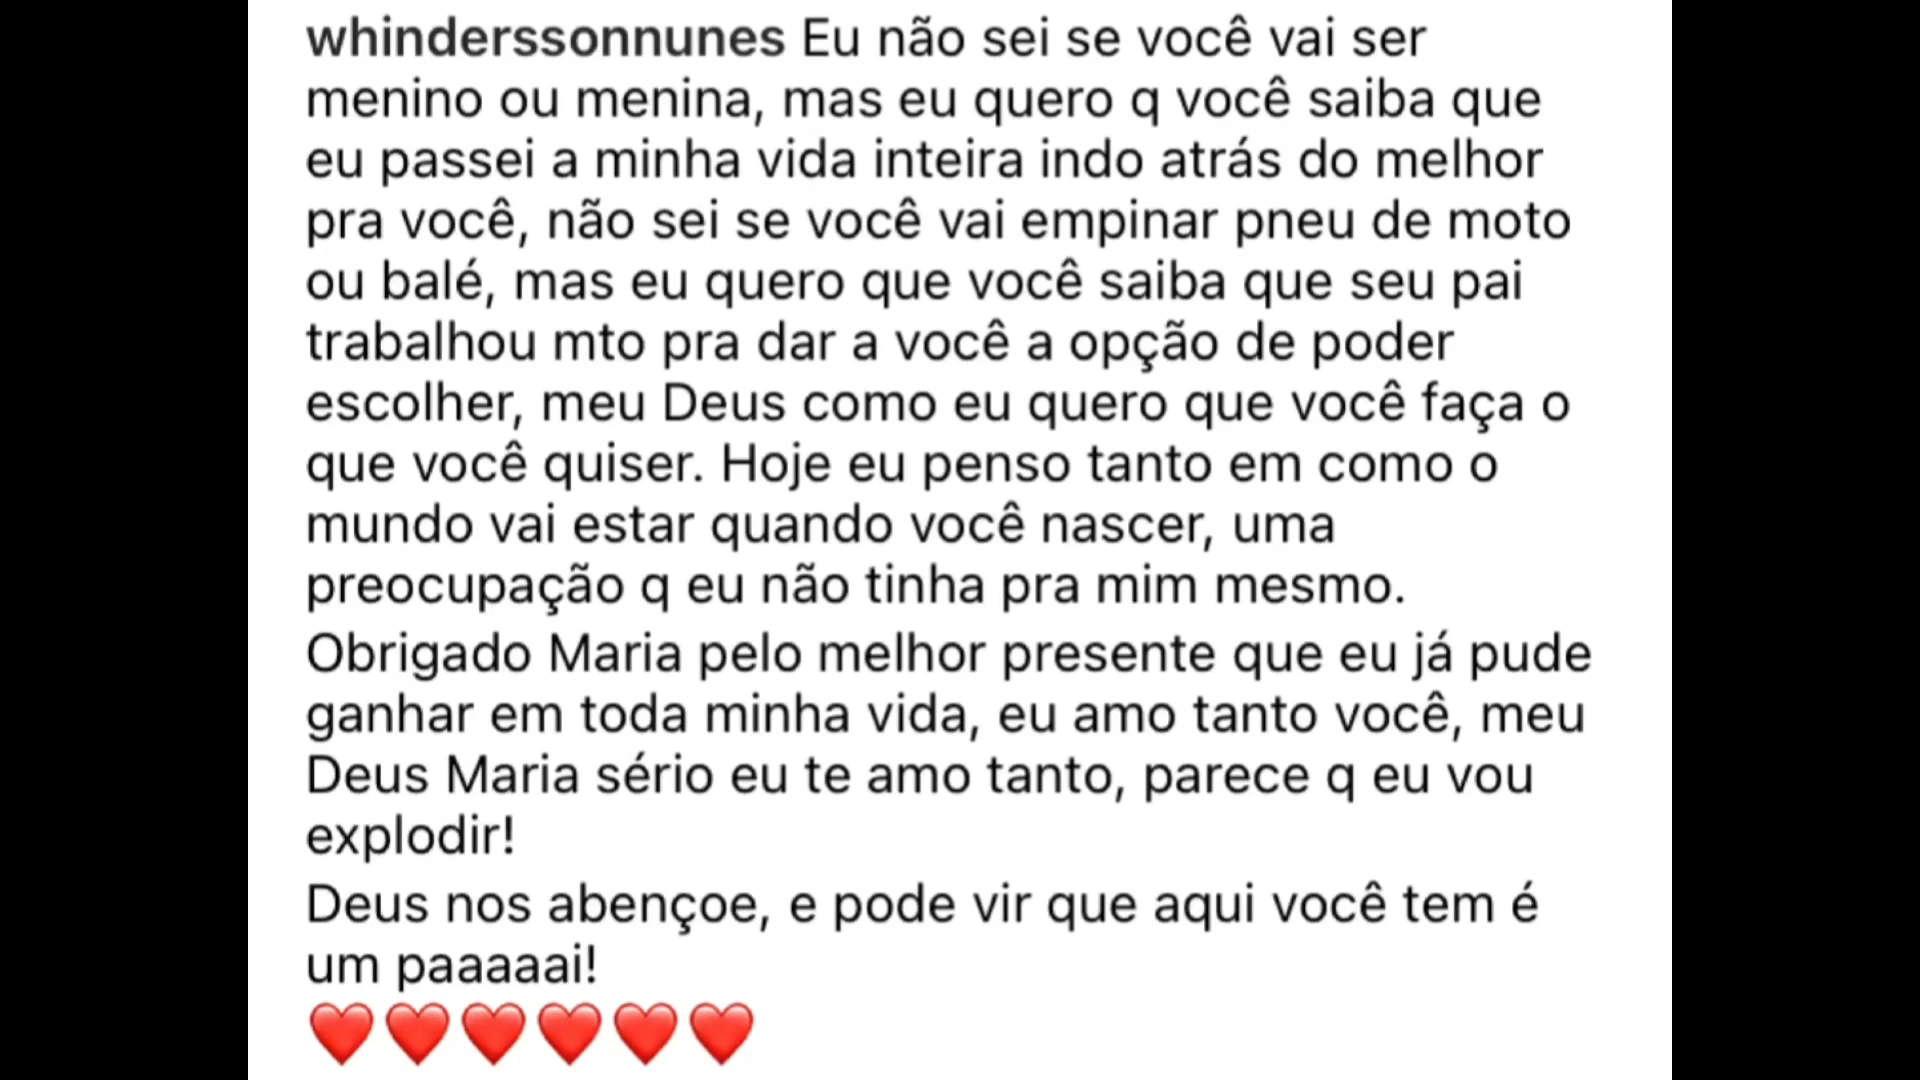 whinderssonnunes Eu não sei se você vai ser
menino ou menina, mas eu quero q você saiba que
eu passei a minha vida inteira indo atrás do melhor
pra você, não sei se você vai empinar pneu de moto
ou balé, mas eu quero que você saiba que seu pai
trabalhou mto pra dar a você a opção de poder
escolher, meu Deus como eu quero que você faça o
que você quiser. Hoje eu penso tanto em como o
mundo vai estar quando você nascer, uma
preocupação q eu não tinha pra mim mesmo.
Obrigado Maria pelo melhor presente que eu já pude
ganhar em toda minha vida, eu amo tanto você, meu
Deus Maria sério eu te amo tanto, parece q eu vou
explodir!
Deus nos abençoe, e pode vir que aqui você tem é
um paaaaai!
❤️❤️❤️❤️❤️❤️